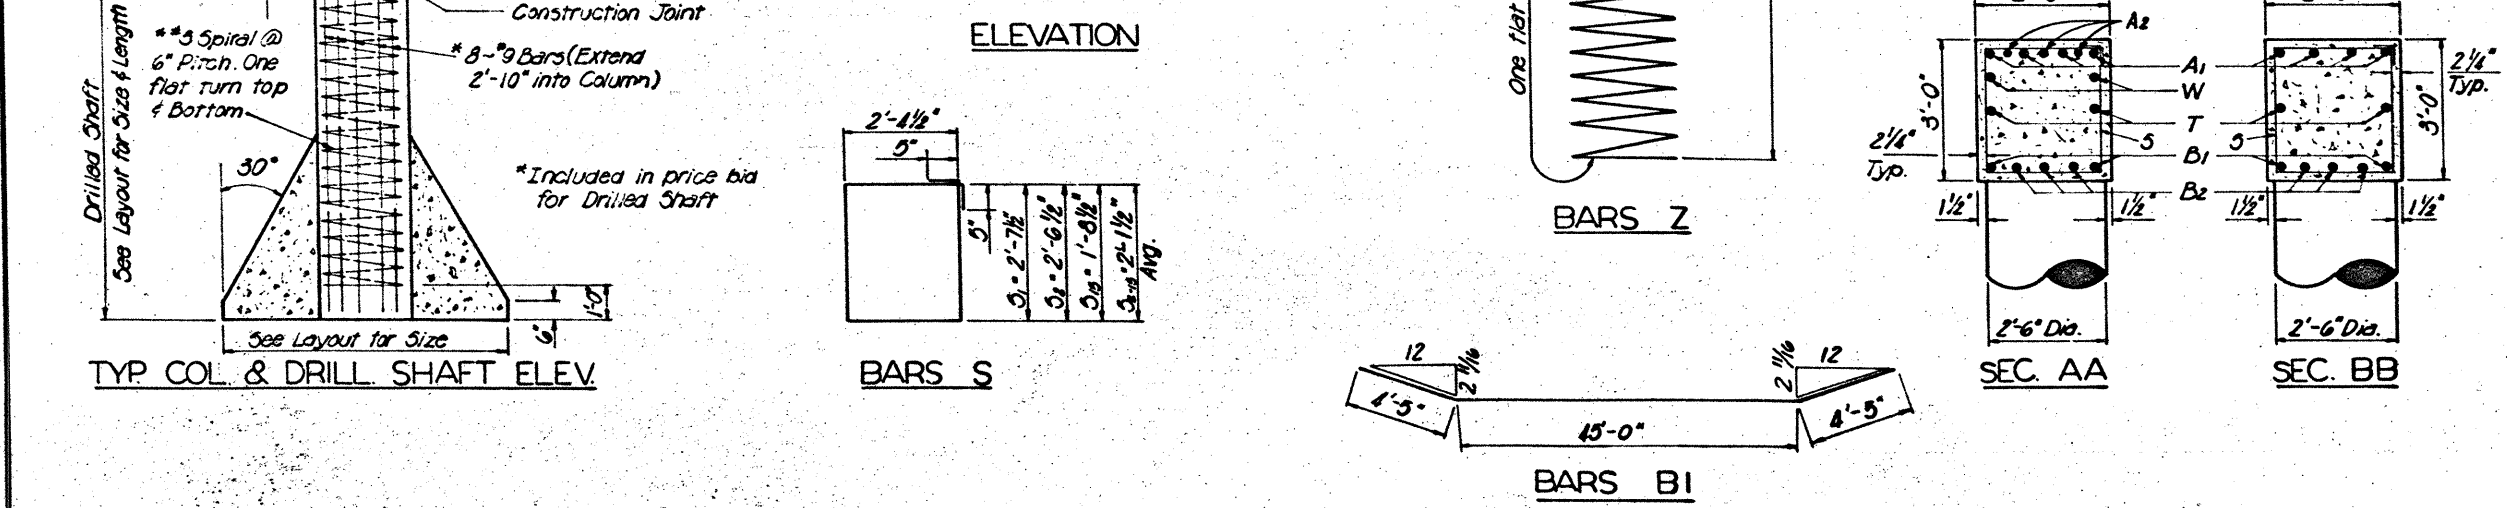 Construction Joint
ELEVATION
One flat
Drilled Shaft
See Layout for Size & Length
**3 Spiral @
6" Pitch. One
flat turn top
& Bottom
* 8~#9 Bars (Extend
2'-10" into Column)
30°
*Included in price bid
for Drilled Shaft
1'-0"
6"
See Layout for Size
TYP. COL. & DRILL. SHAFT ELEV.
2'-4½"
5"
5"
S1 = 2'-7½"
S2 = 2'-6½"
S15 = 1'-8½"
S2-15 = 2'-1½"
Avg.
BARS S
BARS Z
12
2 11/16
2 11/16
12
4'-5"
45'-0"
4'-5"
BARS B1
A2
A1
W
T
S
S
B1
B2
3'-0"
3'-0"
2¼"
Typ.
2¼"
Typ.
1½"
1½"
1½"
1½"
2'-6" Dia.
2'-6" Dia.
SEC. AA
SEC. BB